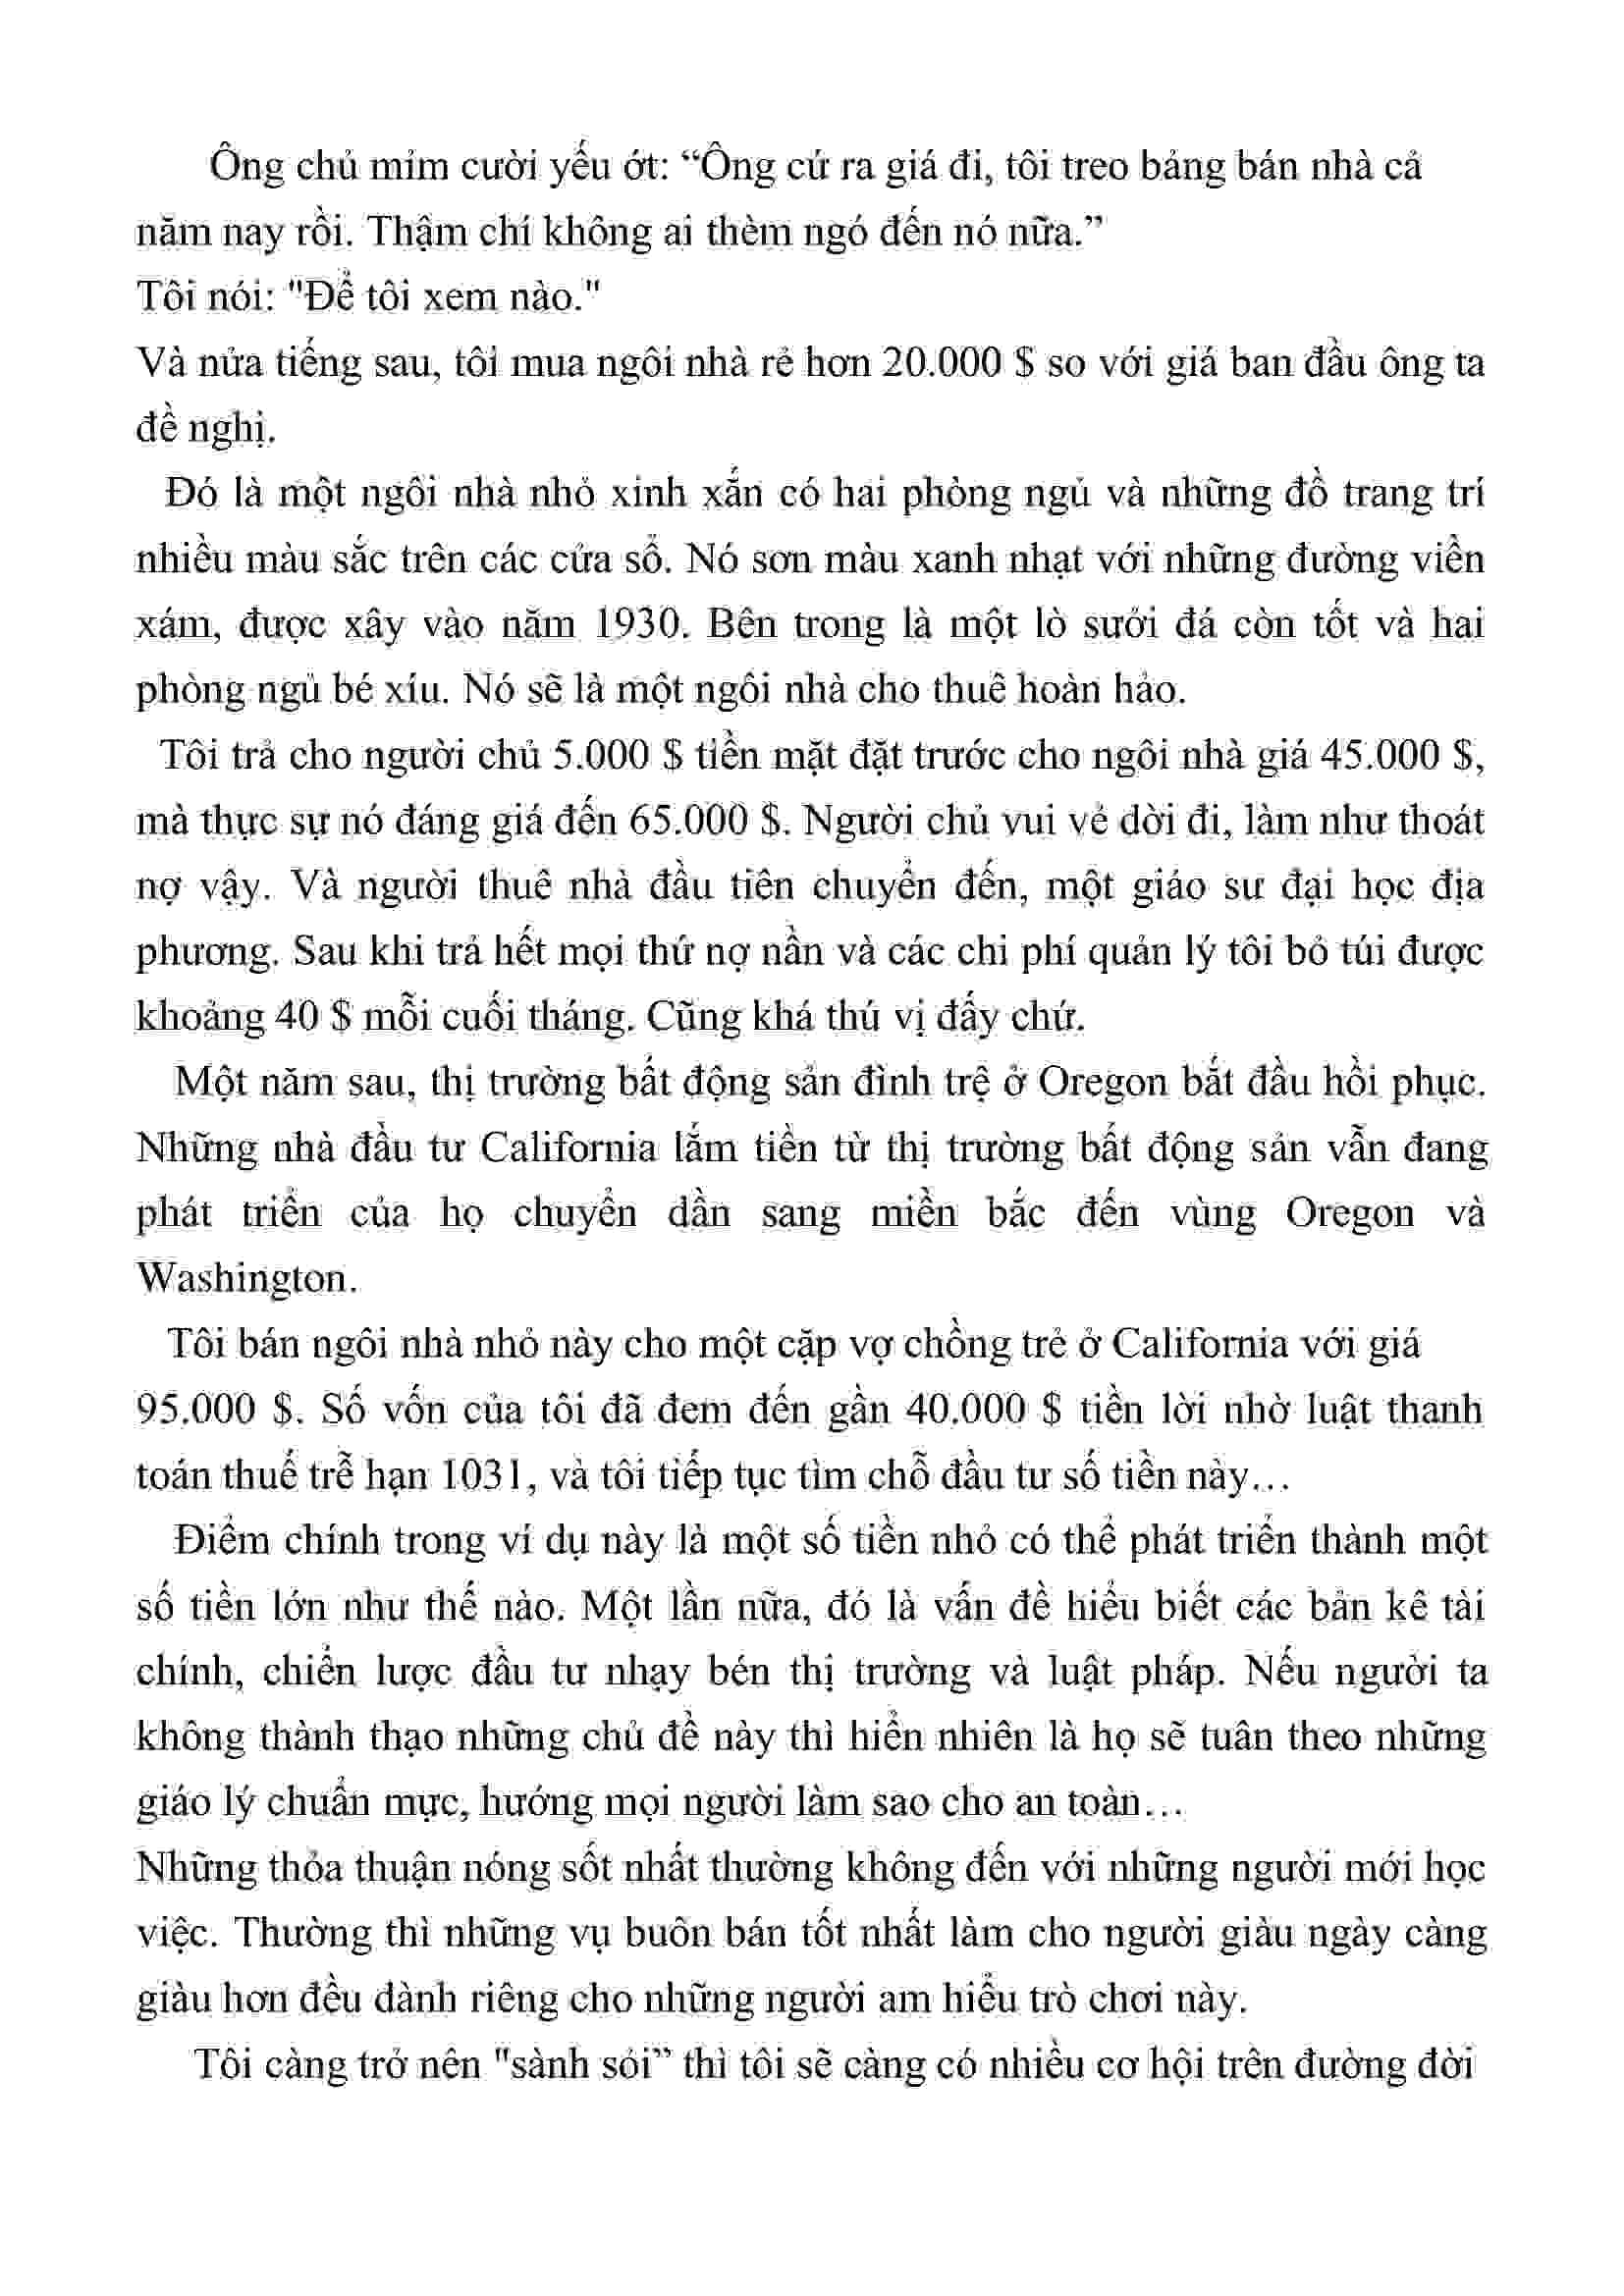 Ông chủ mỉm cười yếu ớt: “Ông cứ ra giá đi, tôi treo bảng bán nhà cả
năm nay rồi. Thậm chí không ai thèm ngó đến nó nữa.”
Tôi nói: "Để tôi xem nào."
Và nửa tiếng sau, tôi mua ngôi nhà rẻ hơn 20.000 $ so với giá ban đầu ông ta
đề nghị.
Đó là một ngôi nhà nhỏ xinh xắn có hai phòng ngủ và những đồ trang trí
nhiều màu sắc trên các cửa sổ. Nó sơn màu xanh nhạt với những đường viền
xám, được xây vào năm 1930. Bên trong là một lò sưởi đá còn tốt và hai
phòng ngủ bé xíu. Nó sẽ là một ngôi nhà cho thuê hoàn hảo.
Tôi trả cho người chủ 5.000 $ tiền mặt đặt trước cho ngôi nhà giá 45.000 $,
mà thực sự nó đáng giá đến 65.000 $. Người chủ vui vẻ dời đi, làm như thoát
nợ vậy. Và người thuê nhà đầu tiên chuyển đến, một giáo sư đại học địa
phương. Sau khi trả hết mọi thứ nợ nần và các chi phí quản lý tôi bỏ túi được
khoảng 40 $ mỗi cuối tháng. Cũng khá thú vị đấy chứ.
Một năm sau, thị trường bất động sản đình trệ ở Oregon bắt đầu hồi phục.
Những nhà đầu tư California lắm tiền từ thị trường bất động sản vẫn đang
phát triển của họ chuyển dần sang miền bắc đến vùng Oregon và
Washington.
Tôi bán ngôi nhà nhỏ này cho một cặp vợ chồng trẻ ở California với giá
95.000 $. Số vốn của tôi đã đem đến gần 40.000 $ tiền lời nhờ luật thanh
toán thuế trễ hạn 1031, và tôi tiếp tục tìm chỗ đầu tư số tiền này…
Điểm chính trong ví dụ này là một số tiền nhỏ có thể phát triển thành một
số tiền lớn như thế nào. Một lần nữa, đó là vấn đề hiểu biết các bản kê tài
chính, chiến lược đầu tư nhạy bén thị trường và luật pháp. Nếu người ta
không thành thạo những chủ đề này thì hiển nhiên là họ sẽ tuân theo những
giáo lý chuẩn mực, hướng mọi người làm sao cho an toàn…
Những thỏa thuận nóng sốt nhất thường không đến với những người mới học
việc. Thường thì những vụ buôn bán tốt nhất làm cho người giàu ngày càng
giàu hơn đều dành riêng cho những người am hiểu trò chơi này.
Tôi càng trở nên "sành sỏi” thì tôi sẽ càng có nhiều cơ hội trên đường đời